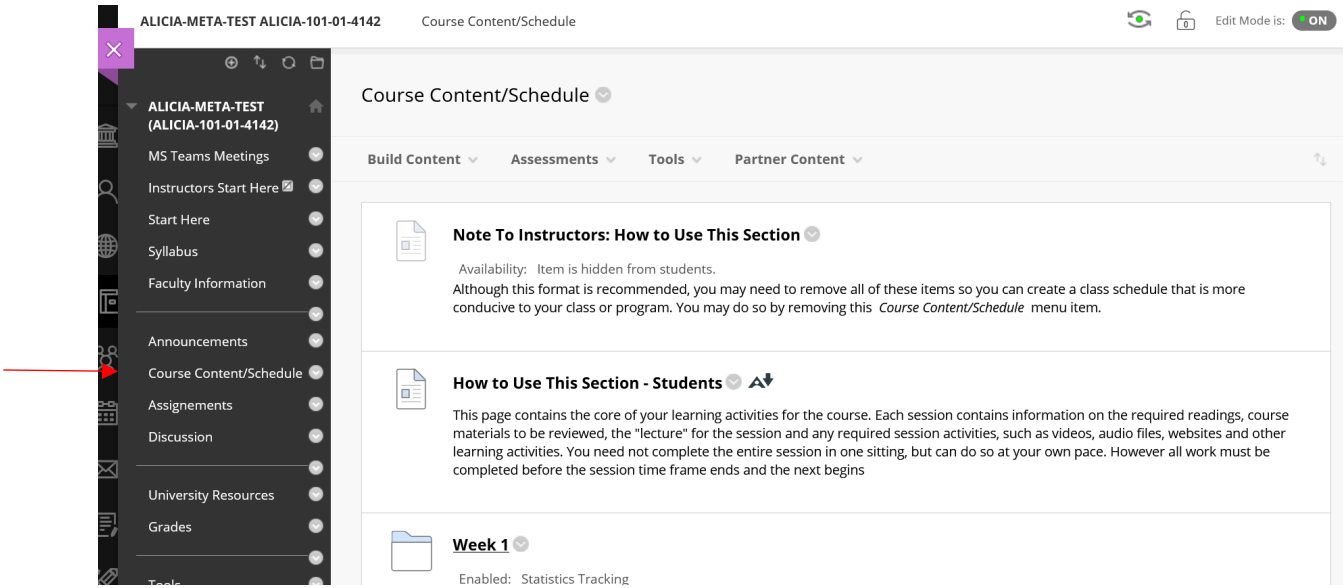 ALICIA-META-TEST ALICIA-101-01-4142
Course Content/Schedule
0
Edit Mode is:
ON
ALICIA-META-TEST
(ALICIA-101-01-4142)
MS Teams Meetings
Instructors Start Here
Start Here
Syllabus
Faculty Information
Announcements
Course Content/Schedule
Assignements
Discussion
University Resources
Grades
Tools
Course Content/Schedule
Build Content
Assessments
Tools
Partner Content
Note To Instructors: How to Use This Section
Availability: Item is hidden from students.
Although this format is recommended, you may need to remove all of these items so you can create a class schedule that is more
conducive to your class or program. You may do so by removing this Course Content/Schedule menu item.
How to Use This Section - Students
This page contains the core of your learning activities for the course. Each session contains information on the required readings, course
materials to be reviewed, the "lecture" for the session and any required session activities, such as videos, audio files, websites and other
learning activities. You need not complete the entire session in one sitting, but can do so at your own pace. However all work must be
completed before the session time frame ends and the next begins
Week 1
Enabled: Statistics Tracking